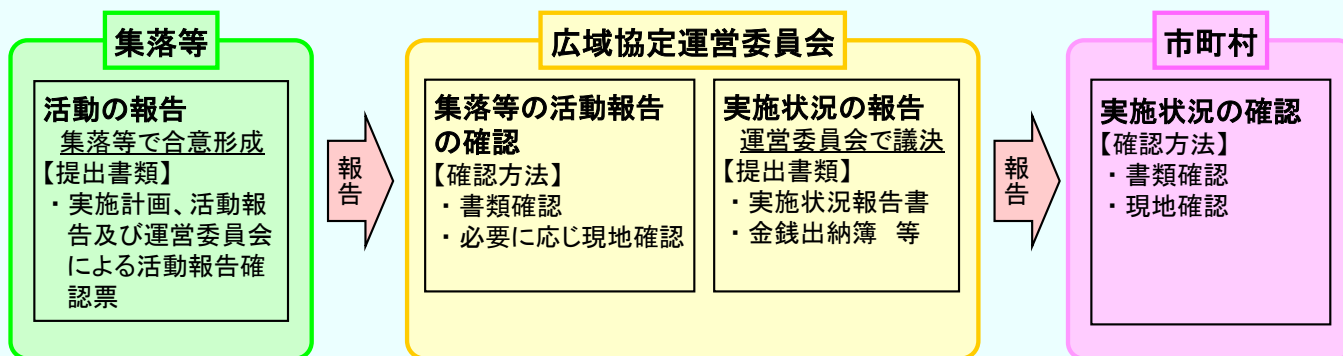 集落等
活動の報告
集落等で合意形成
【提出書類】
・実施計画、活動報
告及び運営委員会
による活動報告確
認票
報告
広域協定運営委員会
集落等の活動報告
の確認
【確認方法】
・書類確認
・必要に応じ現地確認
実施状況の報告
運営委員会で議決
【提出書類】
・実施状況報告書
・金銭出納簿　等
報告
市町村
実施状況の確認
【確認方法】
・書類確認
・現地確認